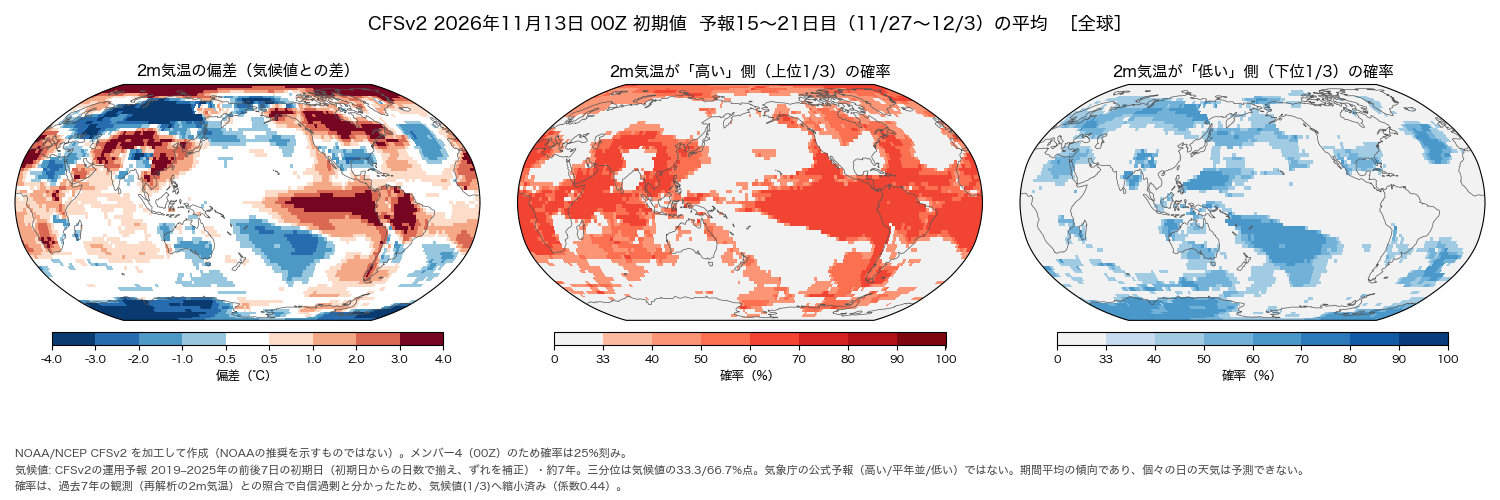 CFSv2 2026年11月13日 00Z 初期値 予報15～21日目（11/27～12/3）の平均 ［全球］
2m気温の偏差（気候値との差）
2m気温が「高い」側（上位1/3）の確率
2m気温が「低い」側（下位1/3）の確率
-4.0 -3.0 -2.0 -1.0 -0.5 0.5 1.0 2.0 3.0 4.0
偏差（℃）
0 33 40 50 60 70 80 90 100
確率（%）
0 33 40 50 60 70 80 90 100
確率（%）
NOAA/NCEP CFSv2 を加工して作成（NOAAの推奨を示すものではない）。メンバー4（00Z）のため確率は25%刻み。
気候値: CFSv2の運用予報 2019–2025年の前後7日の初期日（初期日からの日数で揃え、ずれを補正）・約7年。三分位は気候値の33.3/66.7%点。気象庁の公式予報（高い/平年並/低い）ではない。期間平均の傾向であり、個々の日の天気は予測できない。
確率は、過去7年の観測（再解析の2m気温）との照合で自信過剰と分かったため、気候値(1/3)へ縮小済み（係数0.44）。